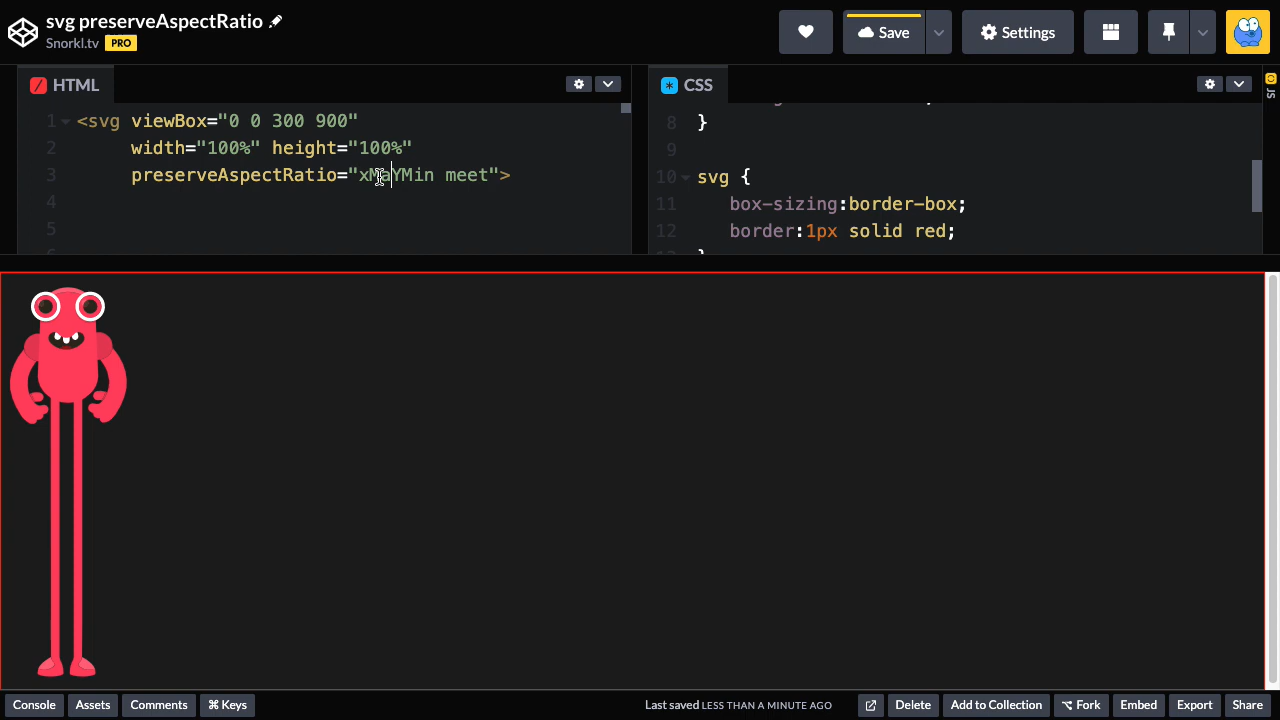 svg preserveAspectRatio
Snorkl.tv PRO
Save
Settings
HTML
CSS
JS
1 <svg viewBox="0 0 300 900"
2 width="100%" height="100%"
3 preserveAspectRatio="xMaYMin meet">
4
5
8 }
9
10 svg {
11 box-sizing:border-box;
12 border:1px solid red;
Console
Assets
Comments
⌘ Keys
Last saved LESS THAN A MINUTE AGO
Delete
Add to Collection
⌥ Fork
Embed
Export
Share